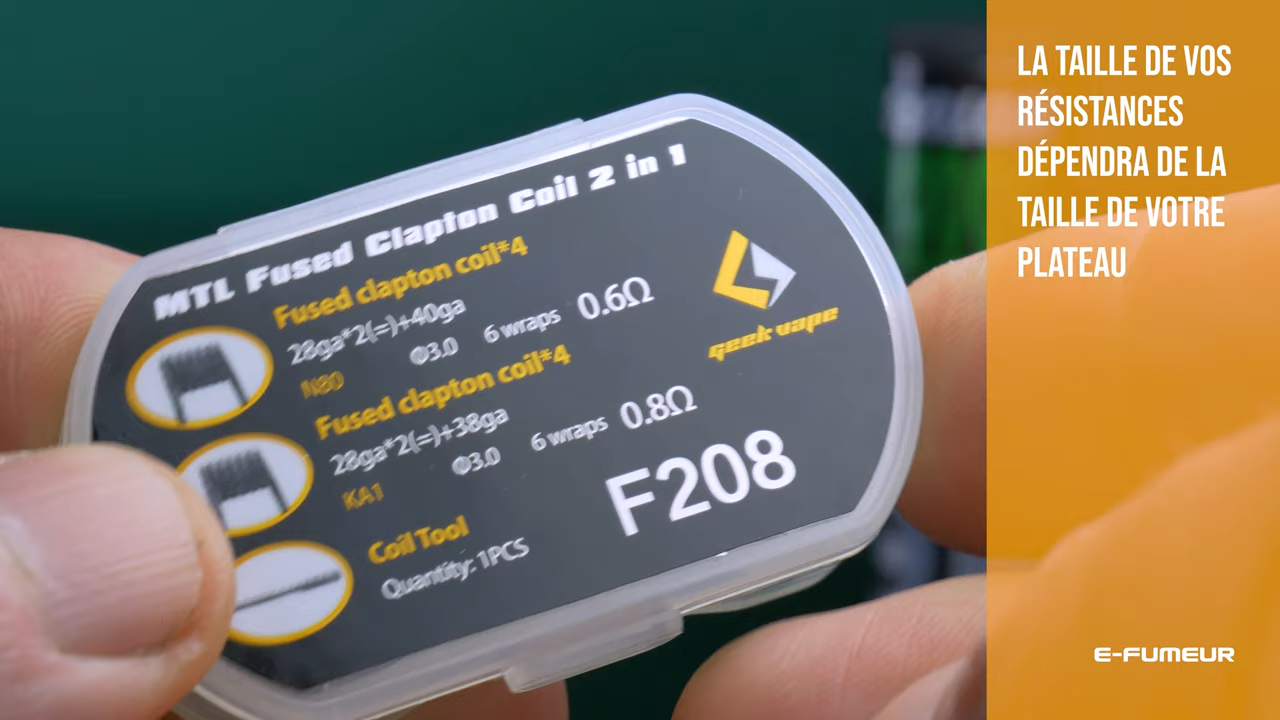 MTL Fused Clapton Coil 2 in 1
Fused clapton coil*4
28ga*2(=)+40ga
Φ3.0 6 wraps 0.6Ω
N80
Fused clapton coil*4
28ga*2(=)+38ga
Φ3.0 6 wraps 0.8Ω
KA1
Coil Tool
Quantity: 1PCS
geek vape
F208
LA TAILLE DE VOS
RÉSISTANCES
DÉPENDRA DE LA
TAILLE DE VOTRE
PLATEAU
E-FUMEUR